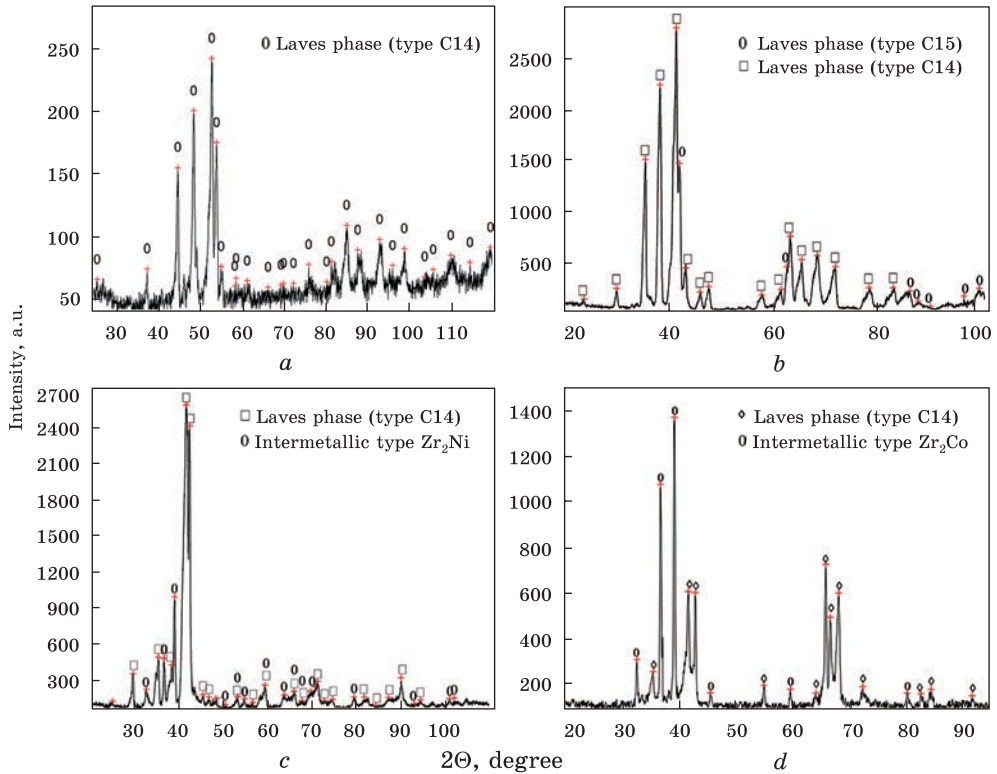 250
200
150
100
50
0 Laves phase (type C14)
30 40 50 60 70 80 90 100 110
a
2500
2000
1500
1000
500
0 Laves phase (type C15)
□ Laves phase (type C14)
20 40 60 80 100
b
Intensity, a.u.
2700
2400
2100
1800
1500
1200
900
600
300
□ Laves phase (type C14)
0 Intermetallic type Zr₂Ni
30 40 50 60 70 80 90 100
c
1400
1200
1000
800
600
400
200
◊ Laves phase (type C14)
0 Intermetallic type Zr₂Co
20 30 40 50 60 70 80 90
d
2Θ, degree